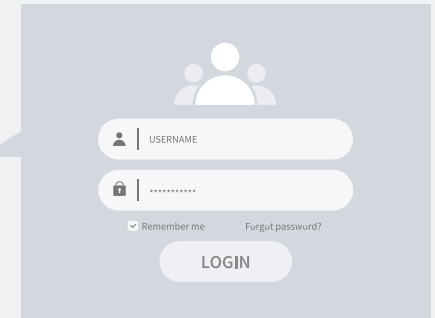 USERNAME
***********
Remember me
Forgot password?
LOGIN